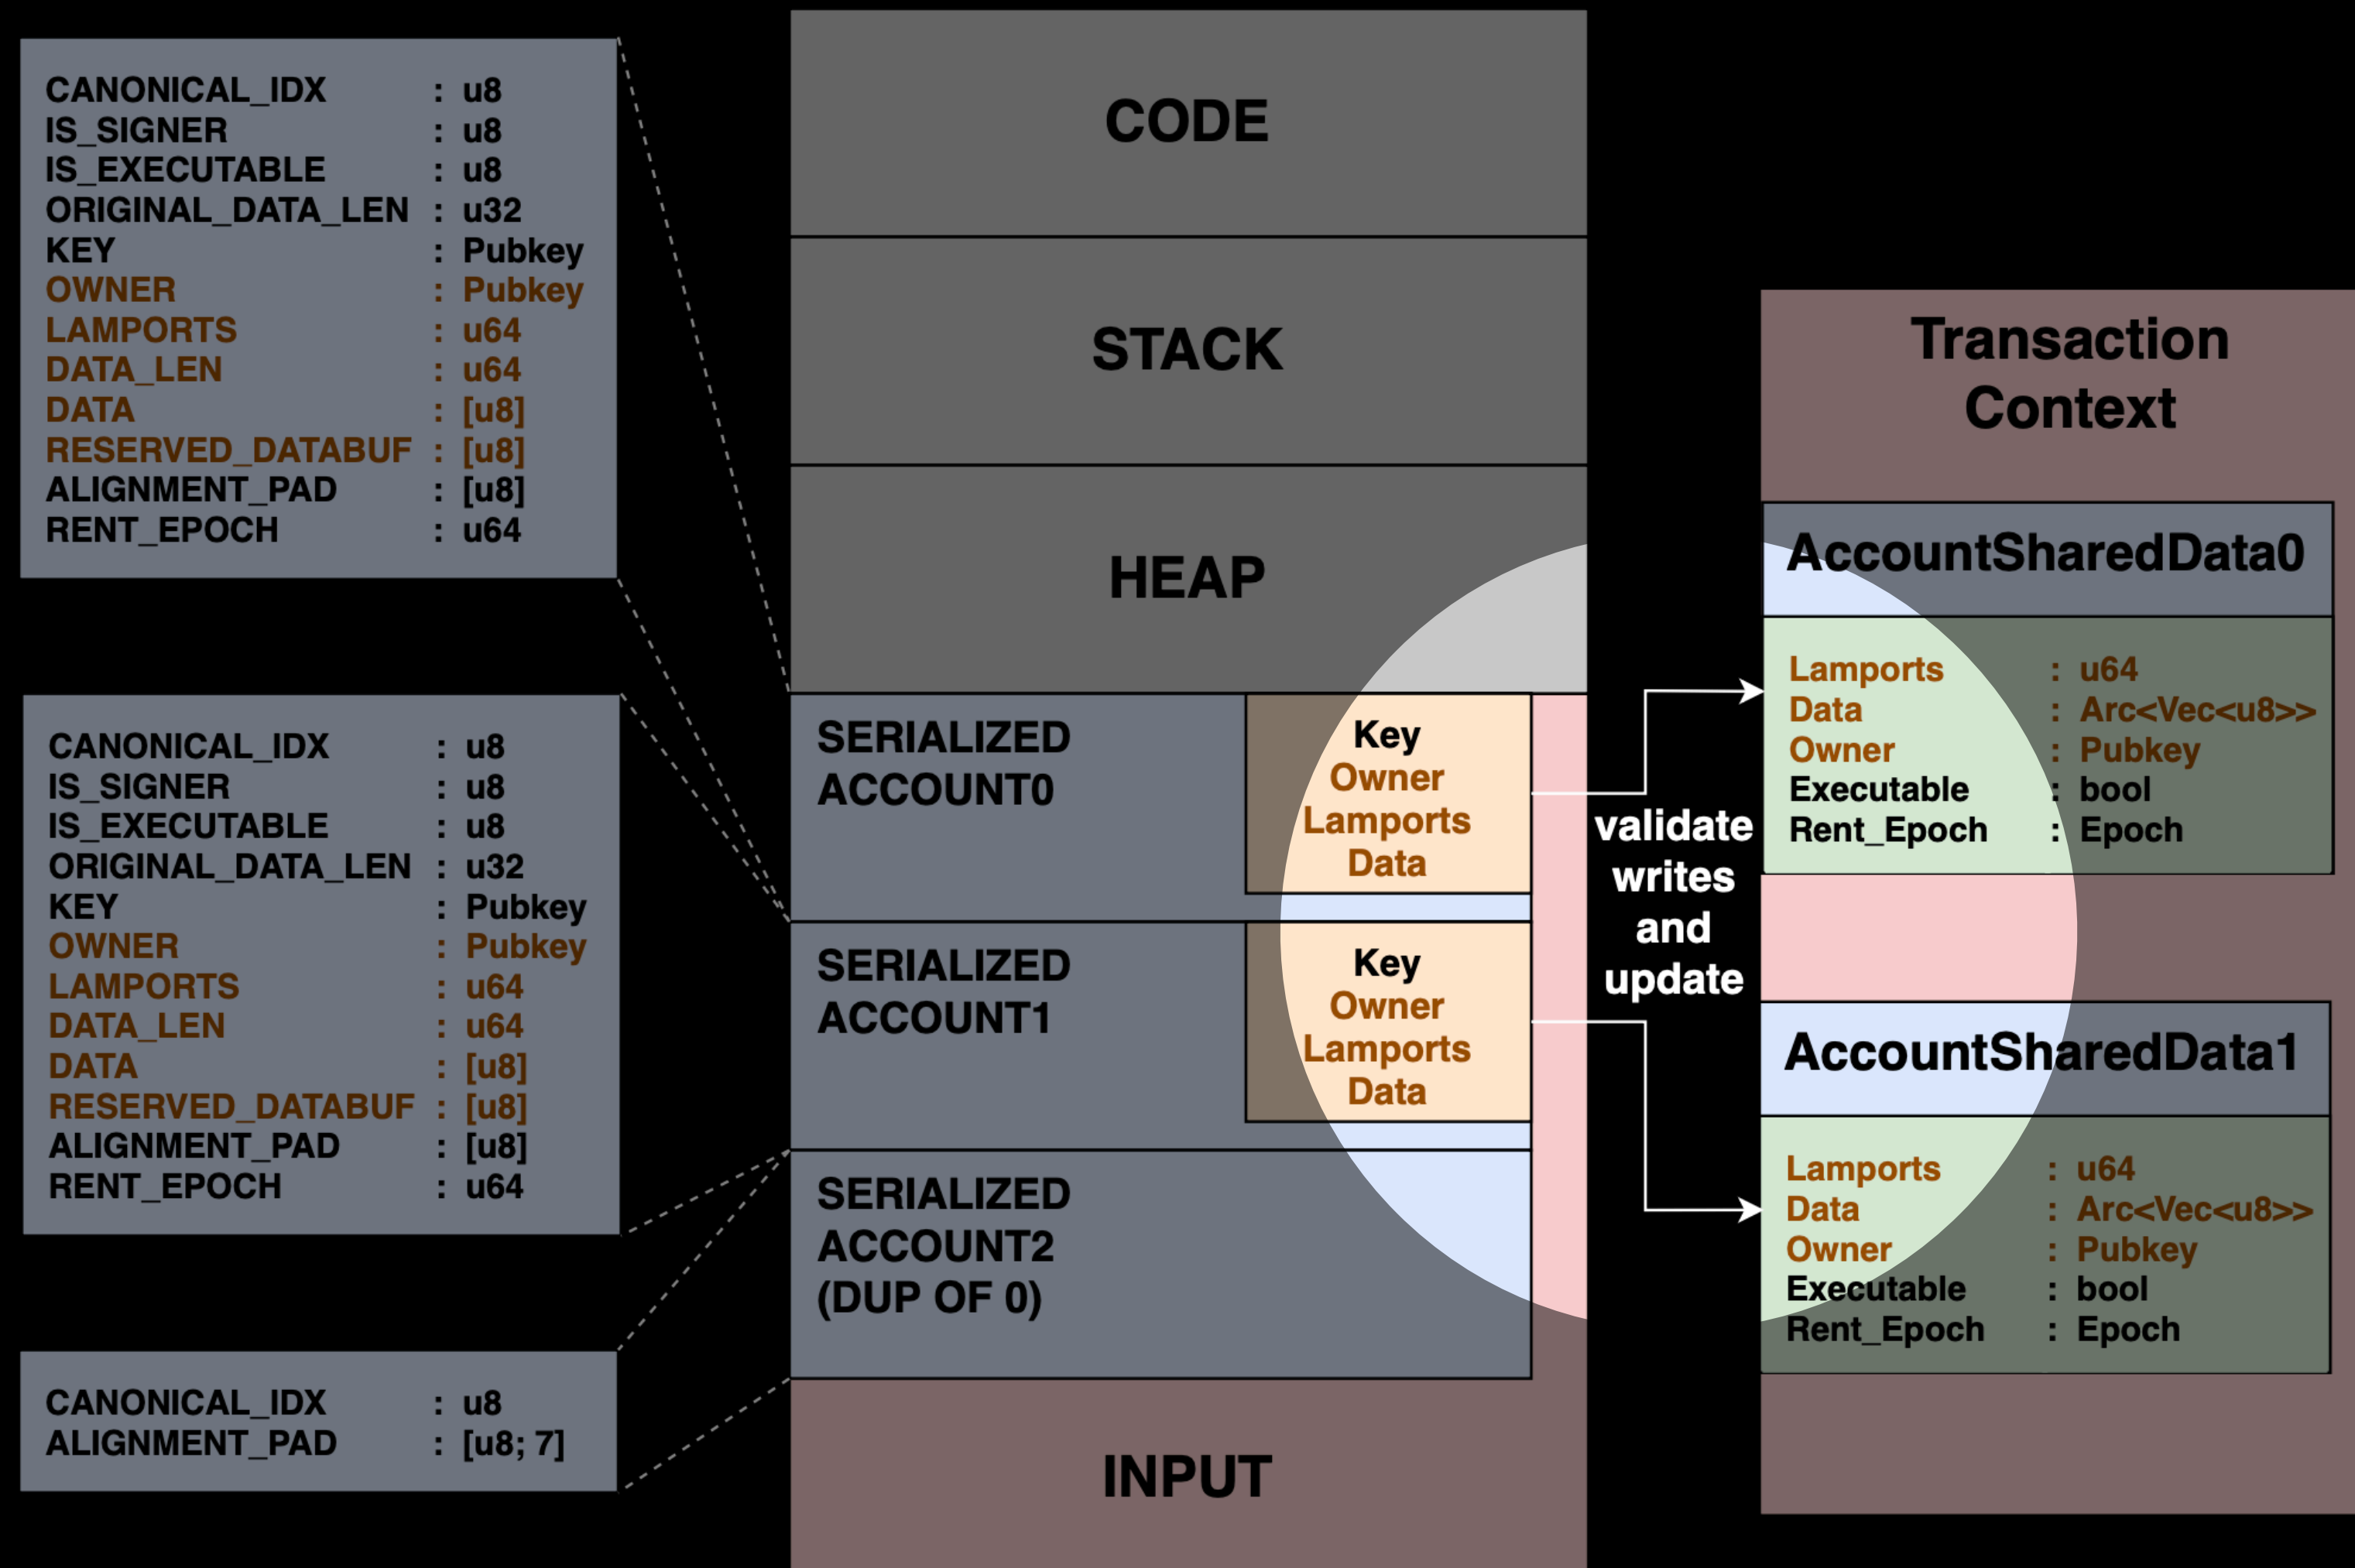 CANONICAL_IDX : u8
IS_SIGNER : u8
IS_EXECUTABLE : u8
ORIGINAL_DATA_LEN : u32
KEY : Pubkey
OWNER : Pubkey
LAMPORTS : u64
DATA_LEN : u64
DATA : [u8]
RESERVED_DATABUF : [u8]
ALIGNMENT_PAD : [u8]
RENT_EPOCH : u64
CANONICAL_IDX : u8
IS_SIGNER : u8
IS_EXECUTABLE : u8
ORIGINAL_DATA_LEN : u32
KEY : Pubkey
OWNER : Pubkey
LAMPORTS : u64
DATA_LEN : u64
DATA : [u8]
RESERVED_DATABUF : [u8]
ALIGNMENT_PAD : [u8]
RENT_EPOCH : u64
CANONICAL_IDX : u8
ALIGNMENT_PAD : [u8; 7]
CODE
STACK
HEAP
SERIALIZED
ACCOUNT0
Key
Owner
Lamports
Data
SERIALIZED
ACCOUNT1
Key
Owner
Lamports
Data
SERIALIZED
ACCOUNT2
(DUP OF 0)
INPUT
validate
writes
and
update
Transaction
Context
AccountSharedData0
Lamports : u64
Data : Arc<Vec<u8>>
Owner : Pubkey
Executable : bool
Rent_Epoch : Epoch
AccountSharedData1
Lamports : u64
Data : Arc<Vec<u8>>
Owner : Pubkey
Executable : bool
Rent_Epoch : Epoch